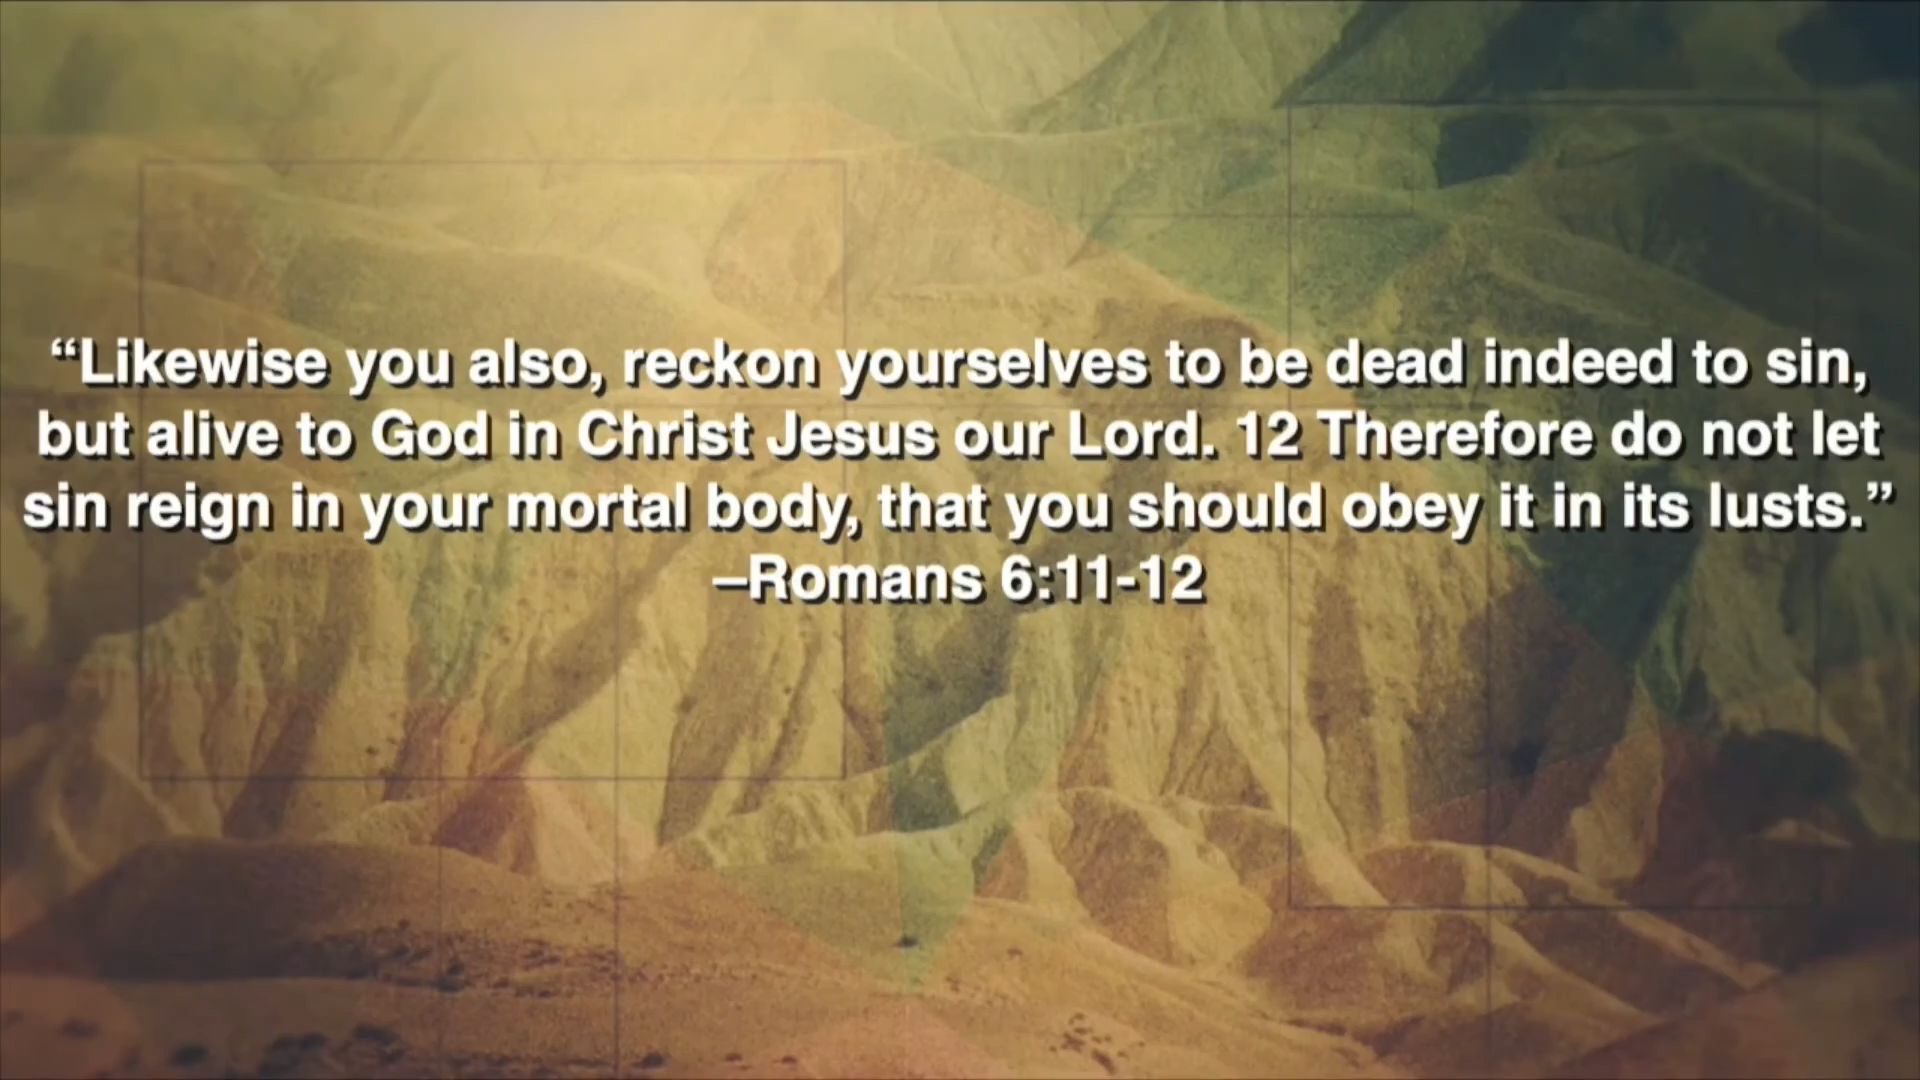 “Likewise you also, reckon yourselves to be dead indeed to sin,
but alive to God in Christ Jesus our Lord. 12 Therefore do not let
sin reign in your mortal body, that you should obey it in its lusts.”
–Romans 6:11-12